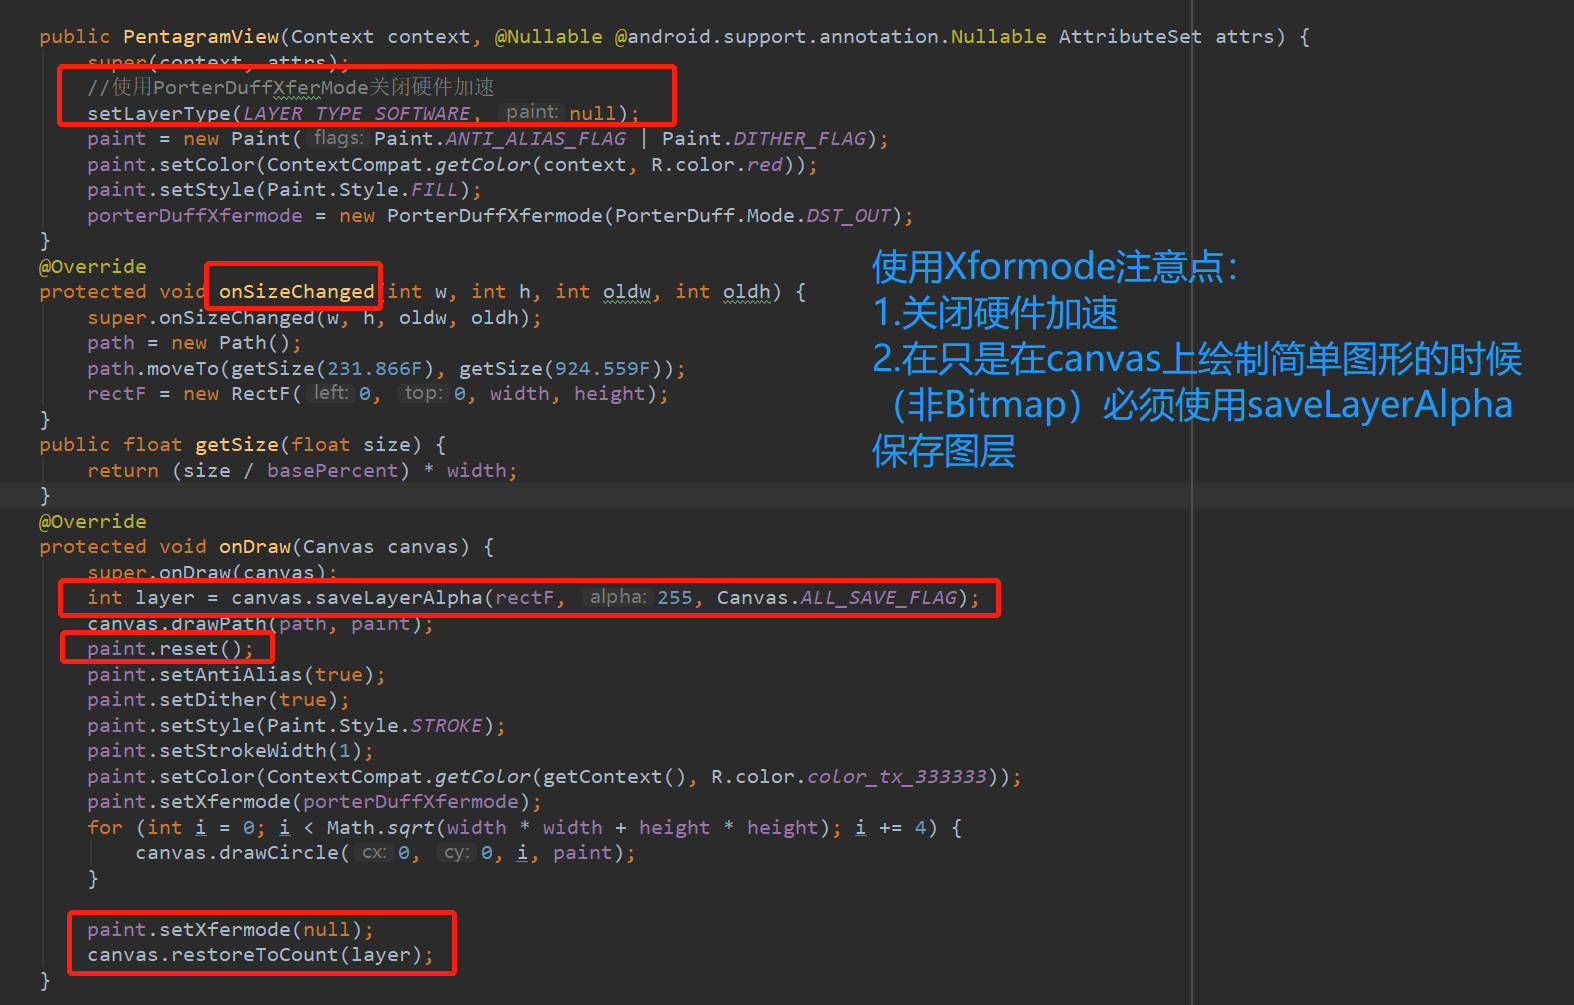 public PentagramView(Context context, @Nullable @android.support.annotation.Nullable AttributeSet attrs) {
super(context, attrs);
//使用PorterDuffXferMode关闭硬件加速
setLayerType(LAYER_TYPE_SOFTWARE, paint: null);
paint = new Paint( flags: Paint.ANTI_ALIAS_FLAG | Paint.DITHER_FLAG);
paint.setColor(ContextCompat.getColor(context, R.color.red));
paint.setStyle(Paint.Style.FILL);
porterDuffXfermode = new PorterDuffXfermode(PorterDuff.Mode.DST_OUT);
}
@Override
protected void onSizeChanged(int w, int h, int oldw, int oldh) {
super.onSizeChanged(w, h, oldw, oldh);
path = new Path();
path.moveTo(getSize(231.866F), getSize(924.559F));
rectF = new RectF( left: 0, top: 0, width, height);
}
public float getSize(float size) {
return (size / basePercent) * width;
}
使用Xformode注意点：
1.关闭硬件加速
2.在只是在canvas上绘制简单图形的时候
（非Bitmap）必须使用saveLayerAlpha
保存图层
@Override
protected void onDraw(Canvas canvas) {
super.onDraw(canvas);
int layer = canvas.saveLayerAlpha(rectF, alpha: 255, Canvas.ALL_SAVE_FLAG);
canvas.drawPath(path, paint);
paint.reset();
paint.setAntiAlias(true);
paint.setDither(true);
paint.setStyle(Paint.Style.STROKE);
paint.setStrokeWidth(1);
paint.setColor(ContextCompat.getColor(getContext(), R.color.color_tx_333333));
paint.setXfermode(porterDuffXfermode);
for (int i = 0; i < Math.sqrt(width * width + height * height); i += 4) {
canvas.drawCircle( cx: 0, cy: 0, i, paint);
}
paint.setXfermode(null);
canvas.restoreToCount(layer);
}